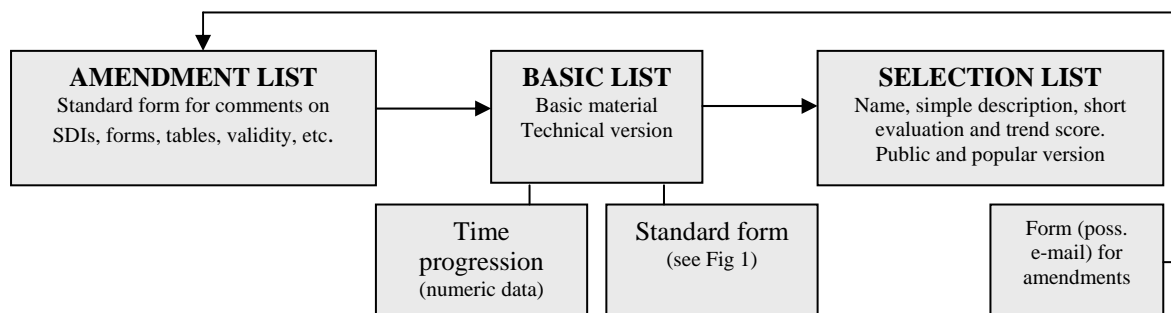 AMENDMENT LIST
Standard form for comments on
SDIs, forms, tables, validity, etc.
BASIC LIST
Basic material
Technical version
SELECTION LIST
Name, simple description, short
evaluation and trend score.
Public and popular version
Time
progression
(numeric data)
Standard form
(see Fig 1)
Form (poss.
e-mail) for
amendments